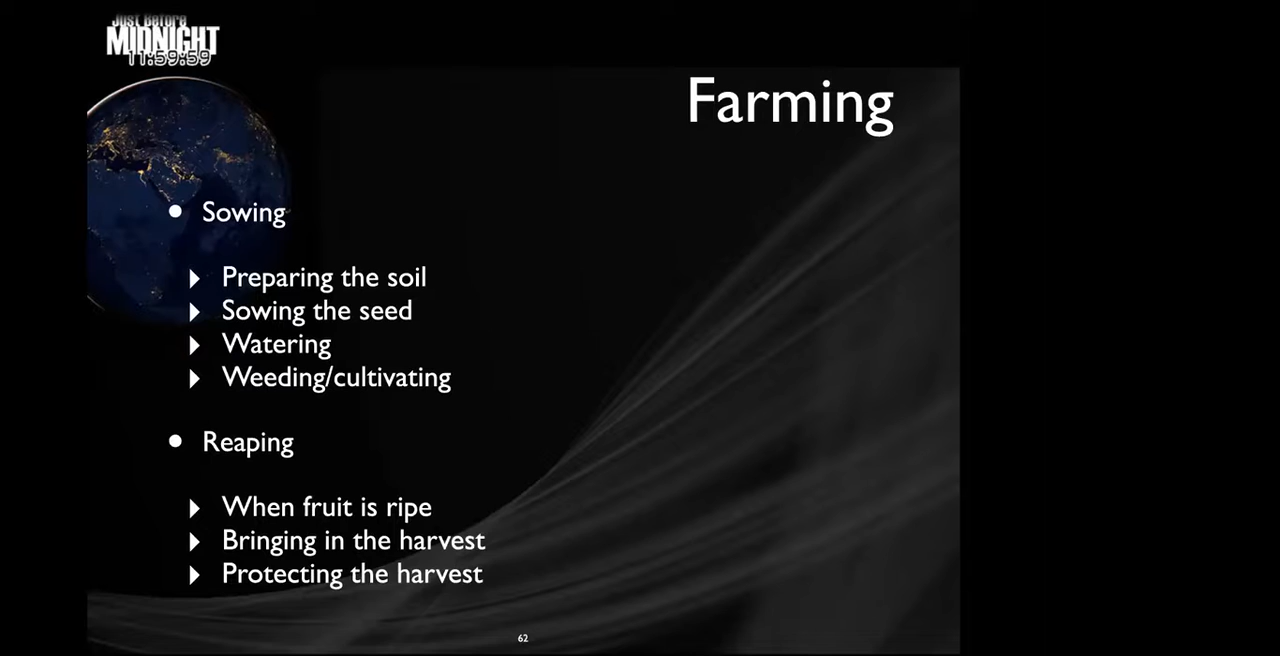 Just Before
MIDNIGHT
11:59:59
Farming
• Sowing
Preparing the soil
Sowing the seed
Watering
Weeding/cultivating
• Reaping
When fruit is ripe
Bringing in the harvest
Protecting the harvest
62